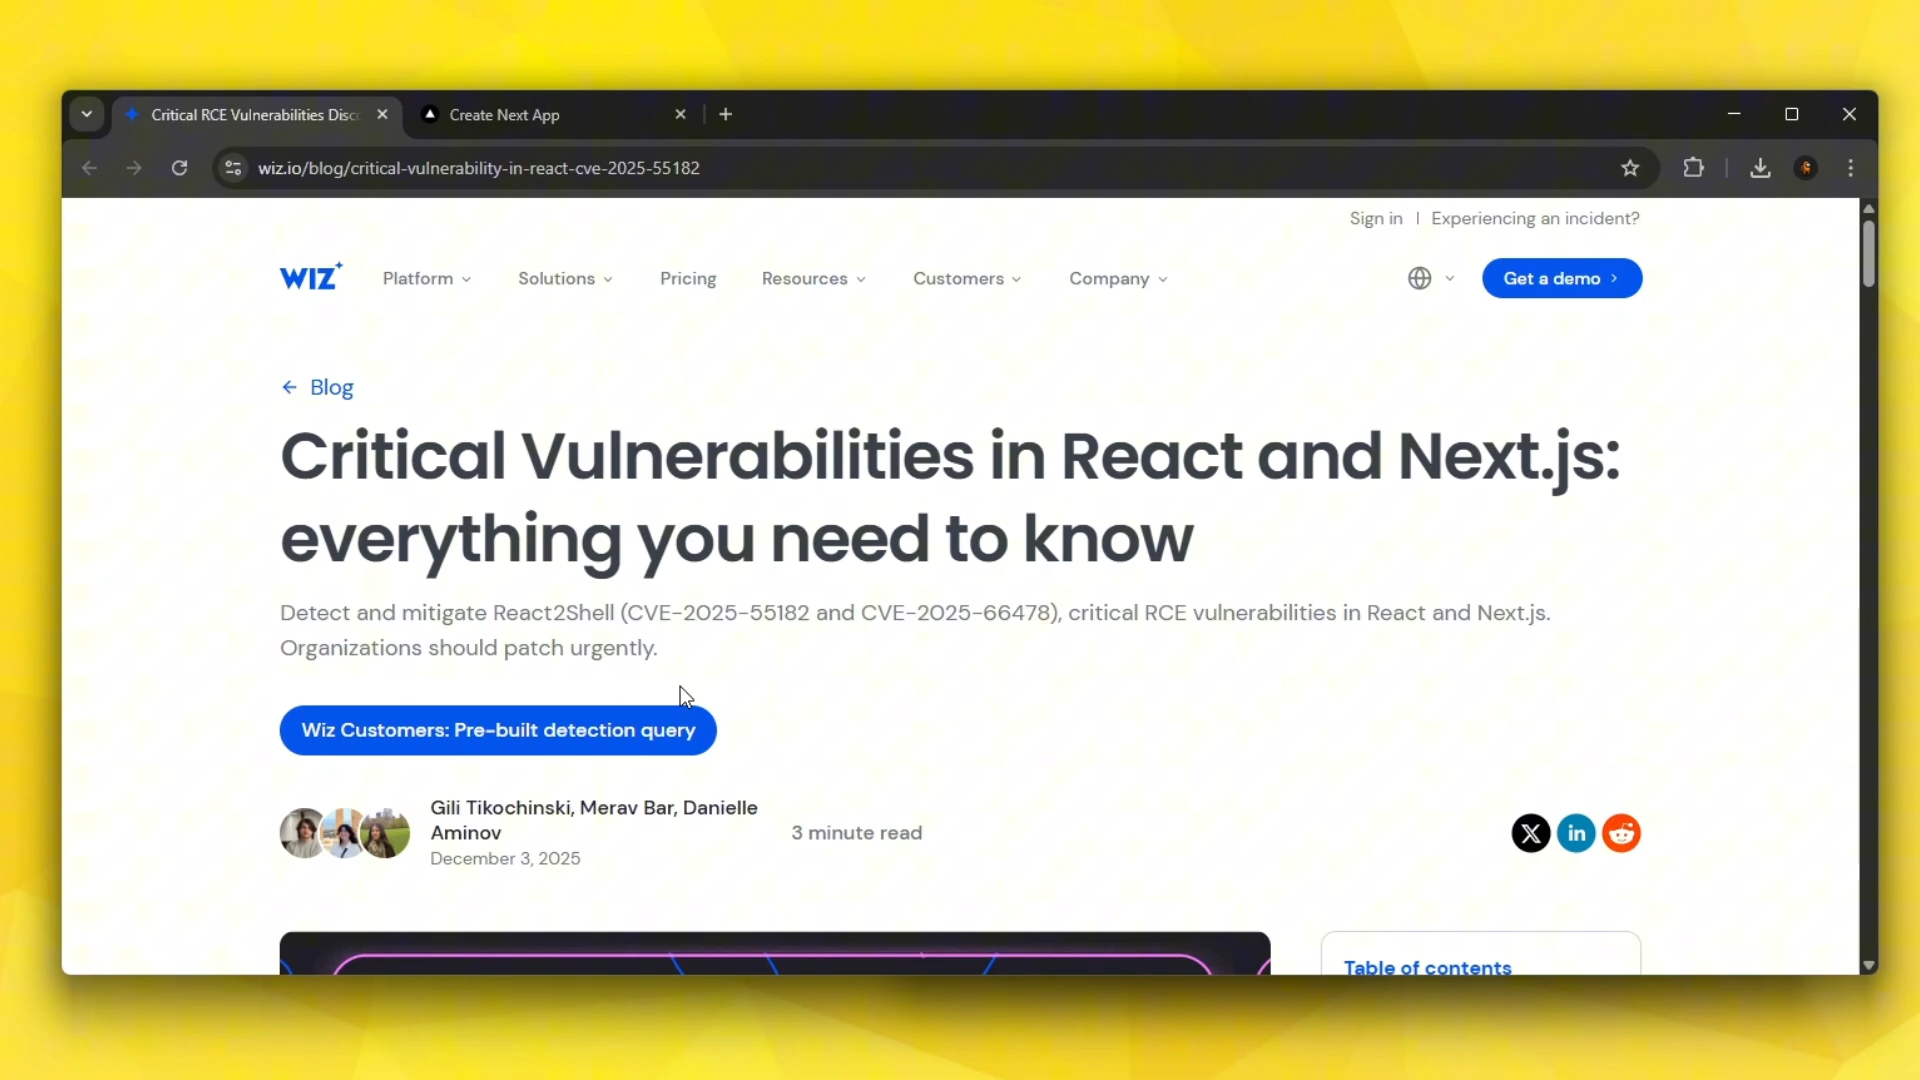 Critical RCE Vulnerabilities Disc
Create Next App
wiz.io/blog/critical-vulnerability-in-react-cve-2025-55182
Sign in | Experiencing an incident?
WIZ
Platform
Solutions
Pricing
Resources
Customers
Company
Get a demo
Blog
Critical Vulnerabilities in React and Next.js:
everything you need to know
Detect and mitigate React2Shell (CVE-2025-55182 and CVE-2025-66478), critical RCE vulnerabilities in React and Next.js.
Organizations should patch urgently.
Wiz Customers: Pre-built detection query
Gili Tikochinski, Merav Bar, Danielle
Aminov
December 3, 2025
3 minute read
X
in
Table of contents